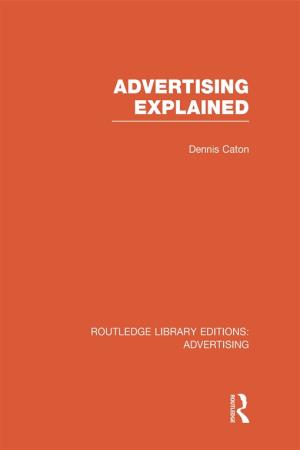 ADVERTISING
EXPLAINED
Dennis Caton
ROUTLEDGE LIBRARY EDITIONS:
ADVERTISING
ROUTLEDGE